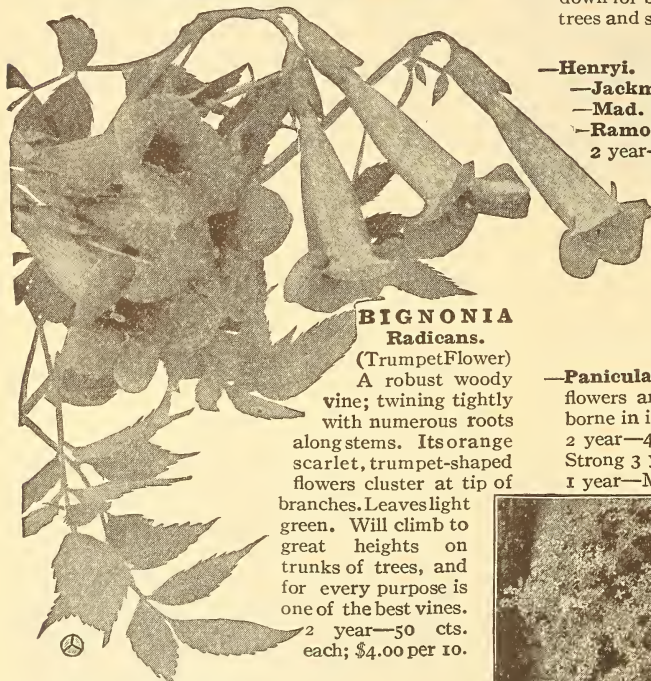 trees and s
—Henryi.
—Jackm
—Mad.
—Ramo
2 year-
BIGNONIA
Radicans.
(TrumpetFlower)
A robust woody
vine; twining tightly
with numerous roots
along stems. Its orange
scarlet, trumpet-shaped
flowers cluster at tip of
branches. Leaves light
green. Will climb to
great heights on
trunks of trees, and
for every purpose is
one of the best vines.
2 year—50 cts.
each; $4.00 per 10.
—Panicula
flowers an
borne in i
2 year—4
Strong 3
1 year—M